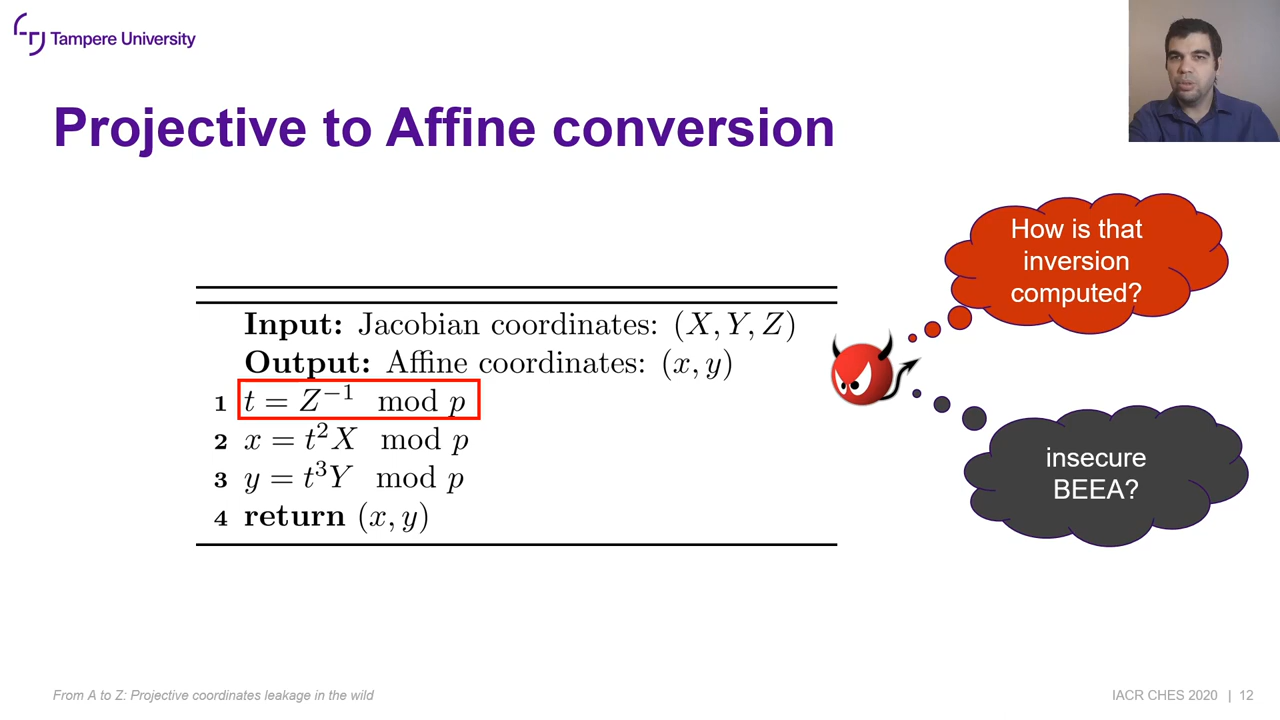 Tampere University
Projective to Affine conversion
How is that
inversion
computed?
Input: Jacobian coordinates: (X, Y, Z)
Output: Affine coordinates: (x, y)
1 t = Z⁻¹ mod p
2 x = t²X mod p
3 y = t³Y mod p
4 return (x, y)
insecure
BEEA?
From A to Z: Projective coordinates leakage in the wild
IACR CHES 2020 | 12